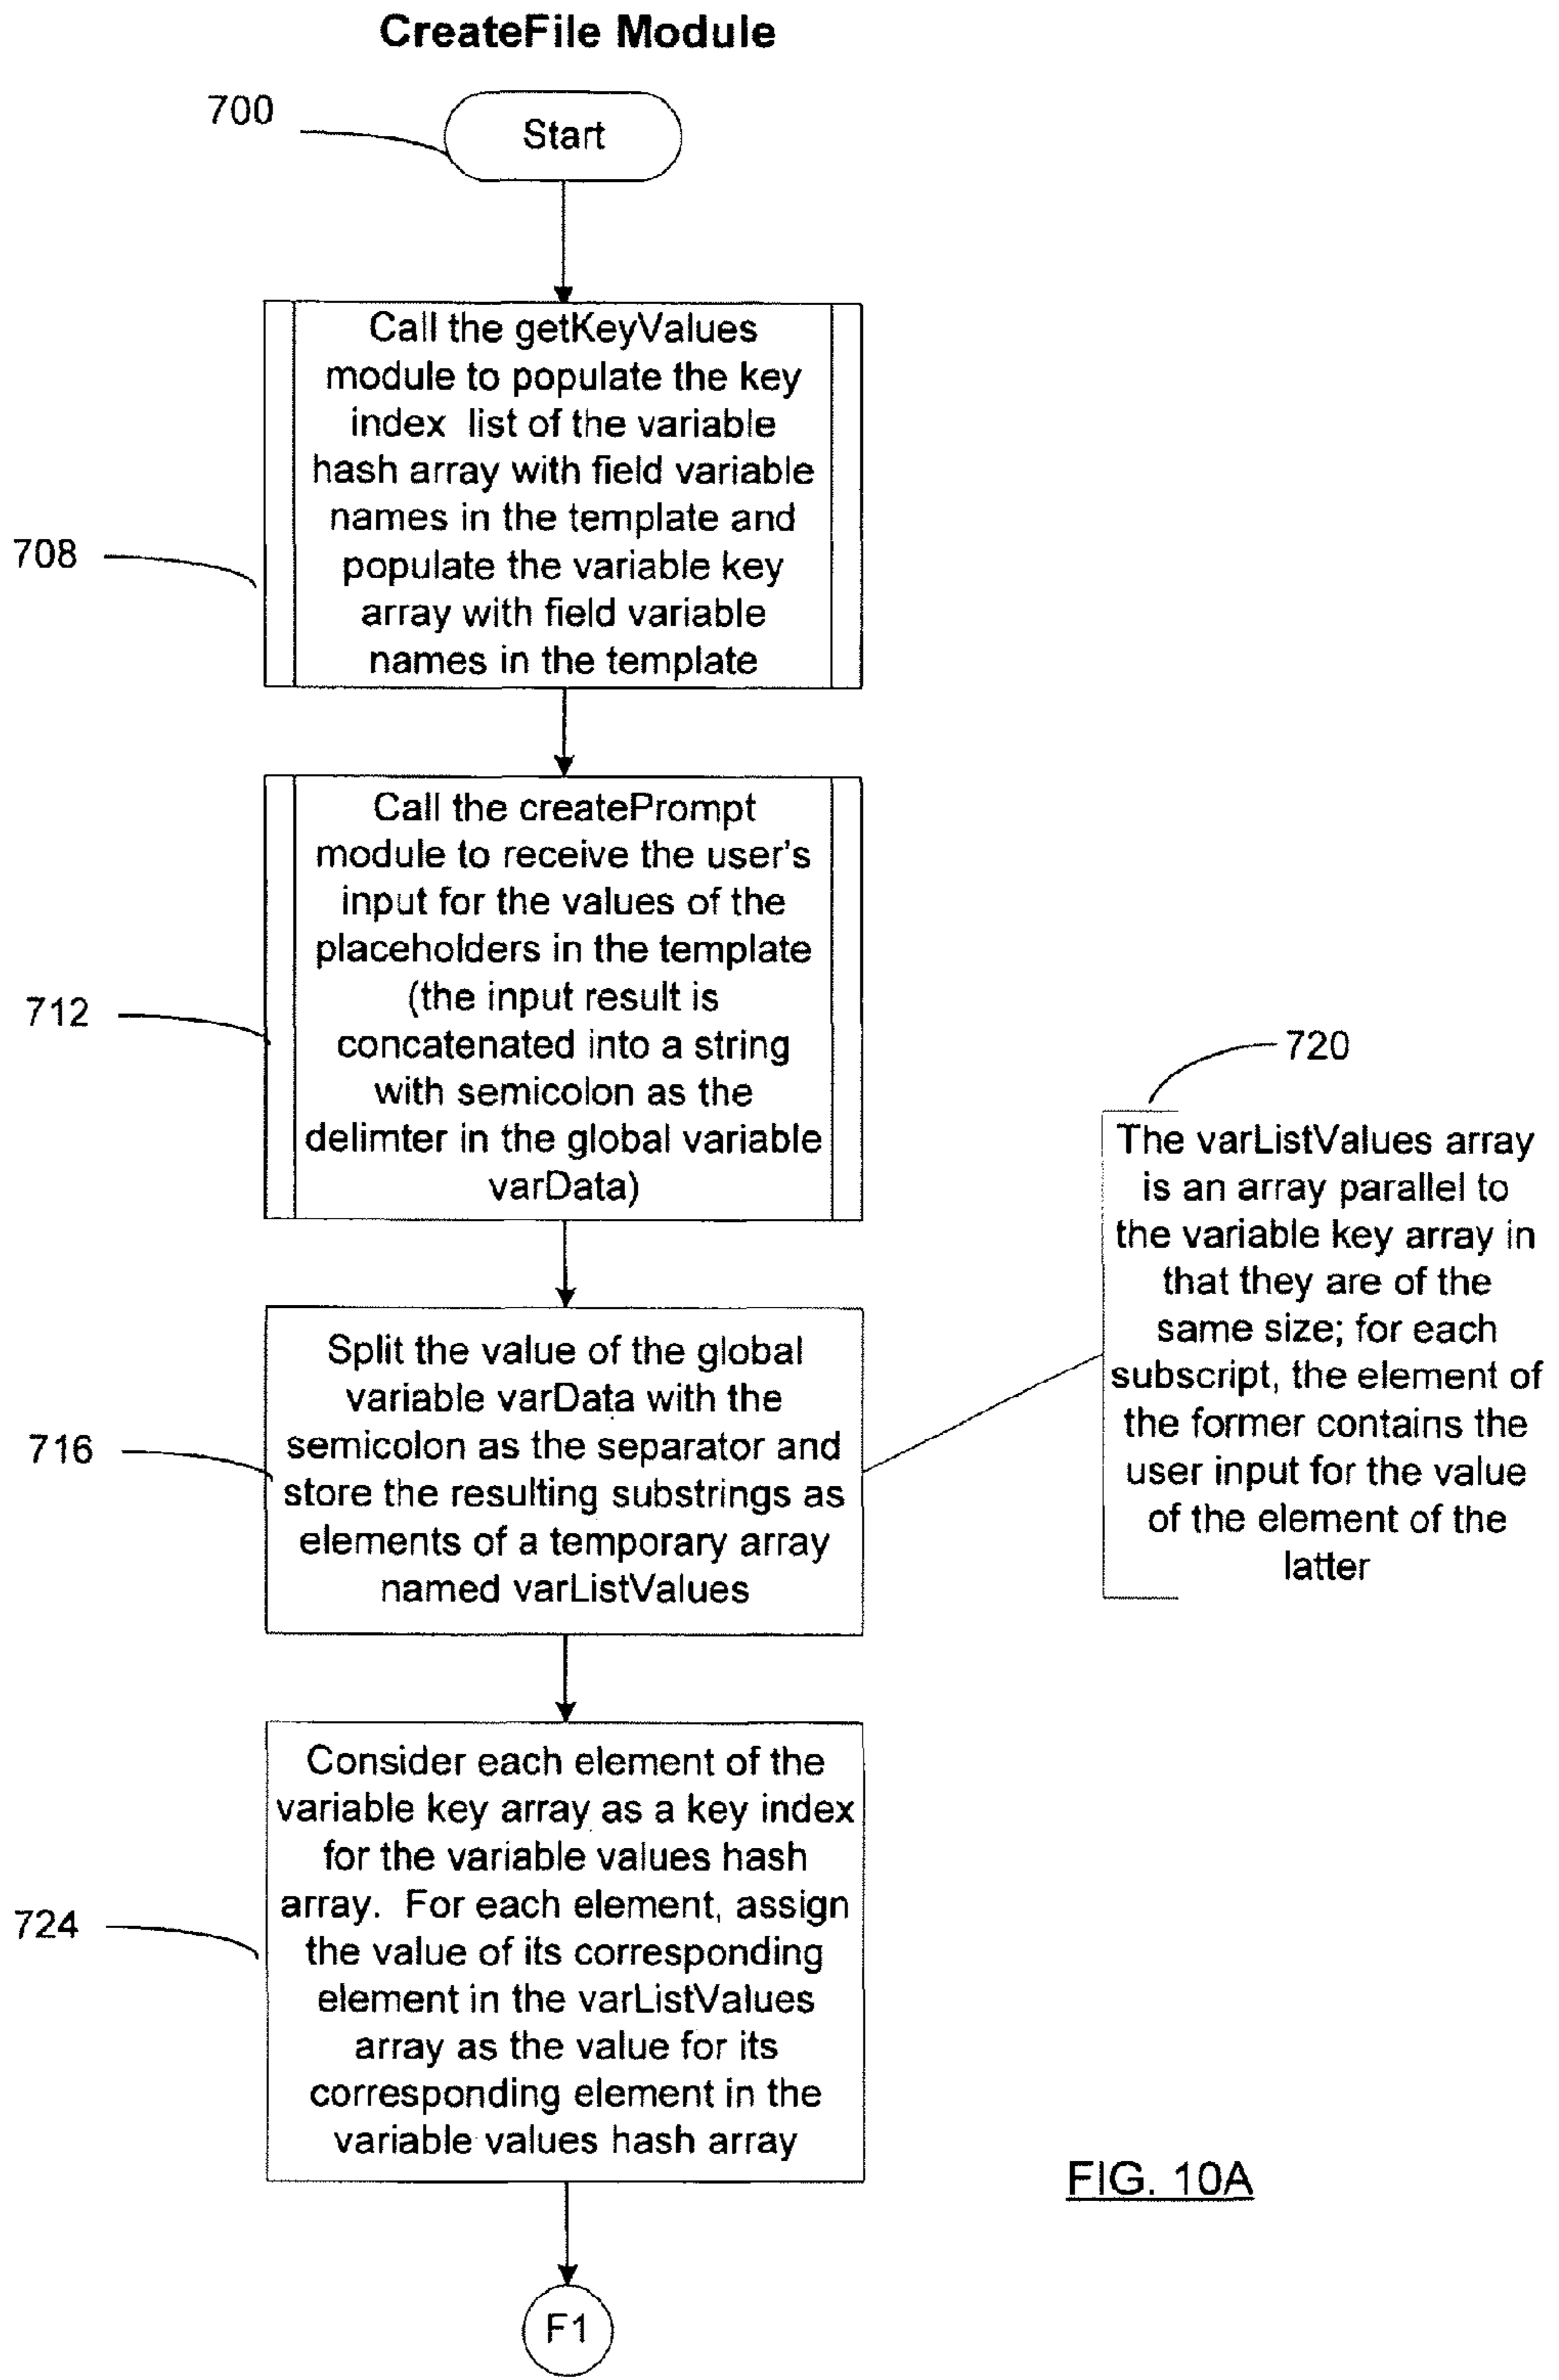 CreateFile Module
700
Start
Call the getKeyValues
module to populate the key
index list of the variable
hash array with field variable
names in the template and
populate the variable key
array with field variable
names in the template
708
Call the createPrompt
module to receive the user's
input for the values of the
placeholders in the template
(the input result is
concatenated into a string
with semicolon as the
delimter in the global variable
varData)
712
720
The varListValues array
is an array parallel to
the variable key array in
that they are of the
same size; for each
subscript, the element of
the former contains the
user input for the value
of the element of the
latter
Split the value of the global
variable varData with the
semicolon as the separator and
store the resulting substrings as
elements of a temporary array
named varListValues
716
Consider each element of the
variable key array as a key index
for the variable values hash
array. For each element, assign
the value of its corresponding
element in the varListValues
array as the value for its
corresponding element in the
variable values hash array
724
FIG. 10A
F1